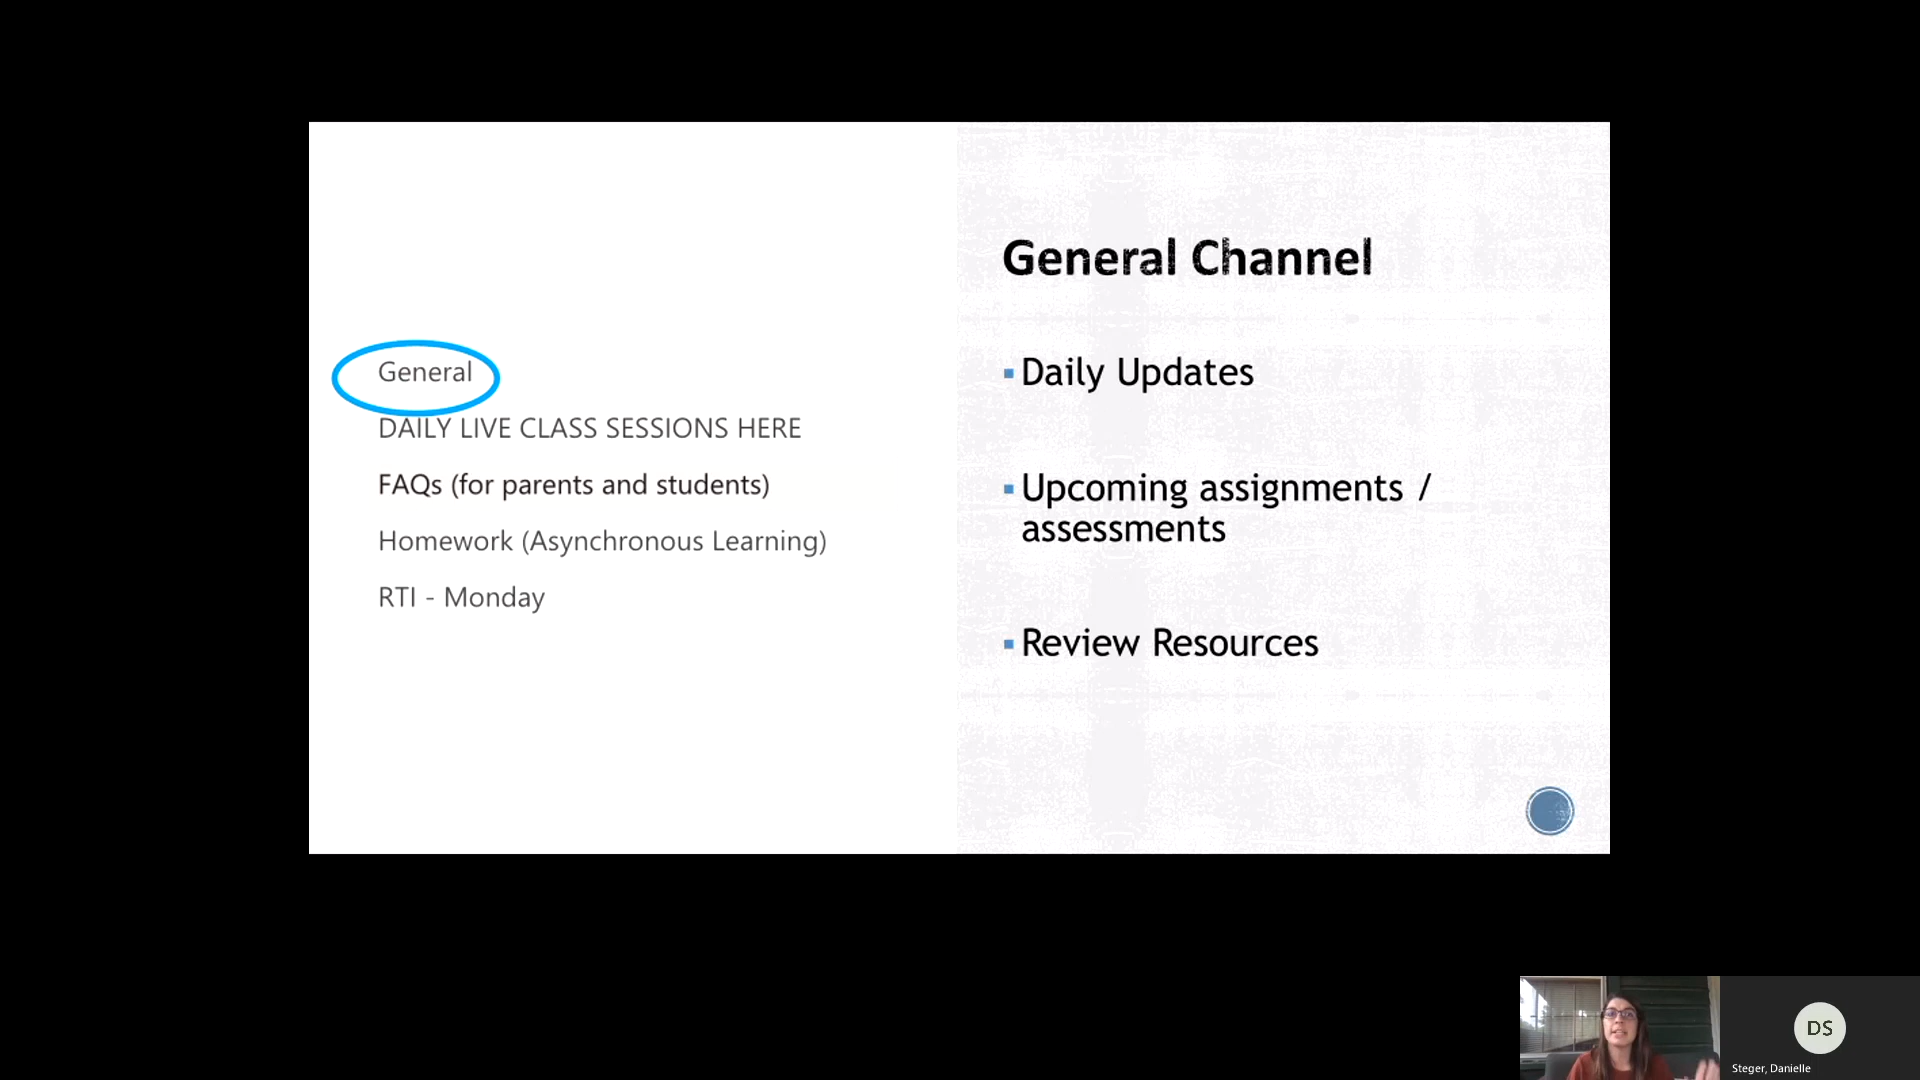 General
DAILY LIVE CLASS SESSIONS HERE
FAQs (for parents and students)
Homework (Asynchronous Learning)
RTI - Monday
General Channel
Daily Updates
Upcoming assignments /
assessments
Review Resources
DS
Steger, Danielle